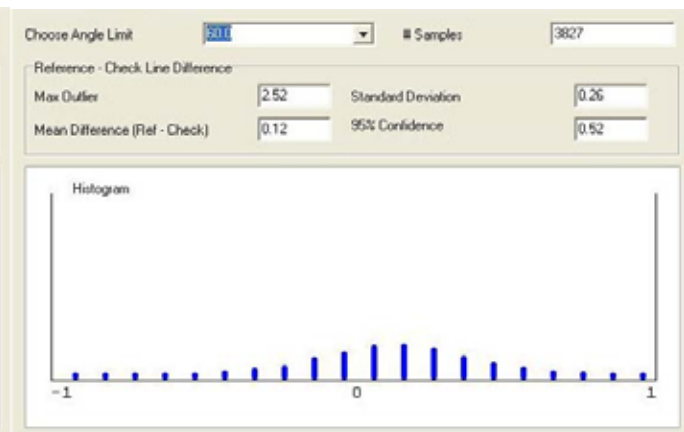 Choose Angle Limit 60.0 # Samples 3827
Reference - Check Line Difference
Max Outlier 2.52 Standard Deviation 0.26
Mean Difference (Ref - Check) 0.12 95% Confidence 0.52
Histogram
-1 0 1